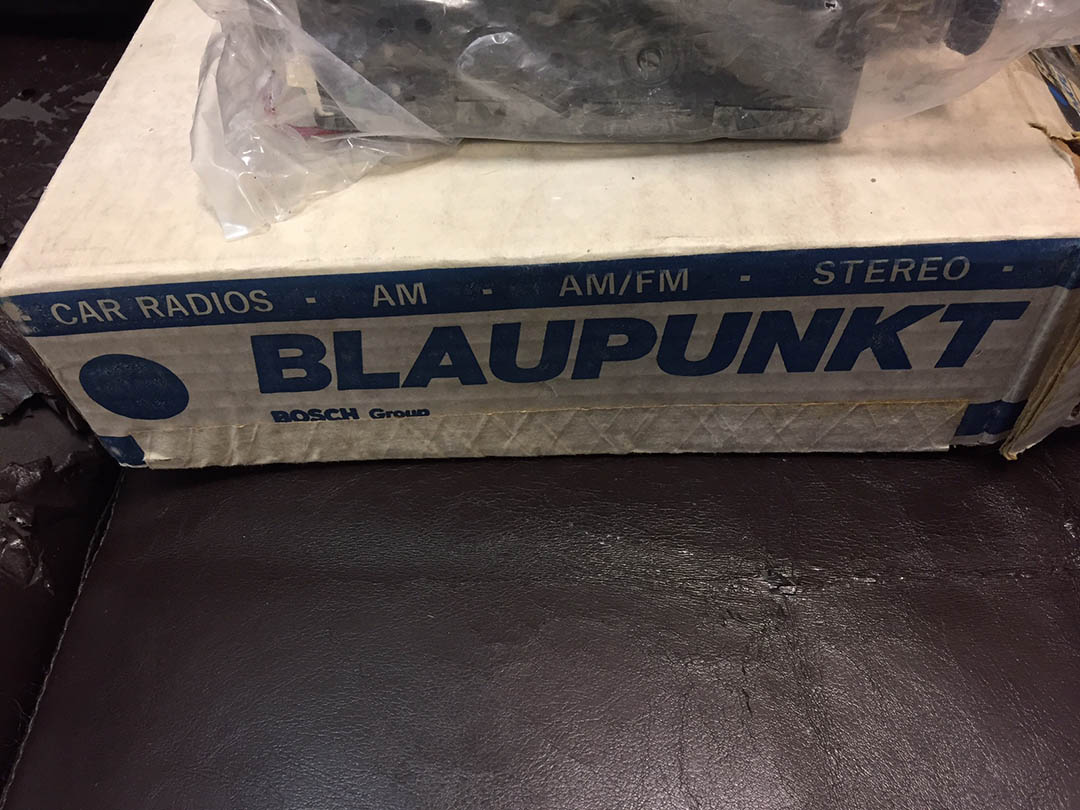 - CAR RADIOS - AM - AM/FM - STEREO -
BLAUPUNKT
BOSCH Group